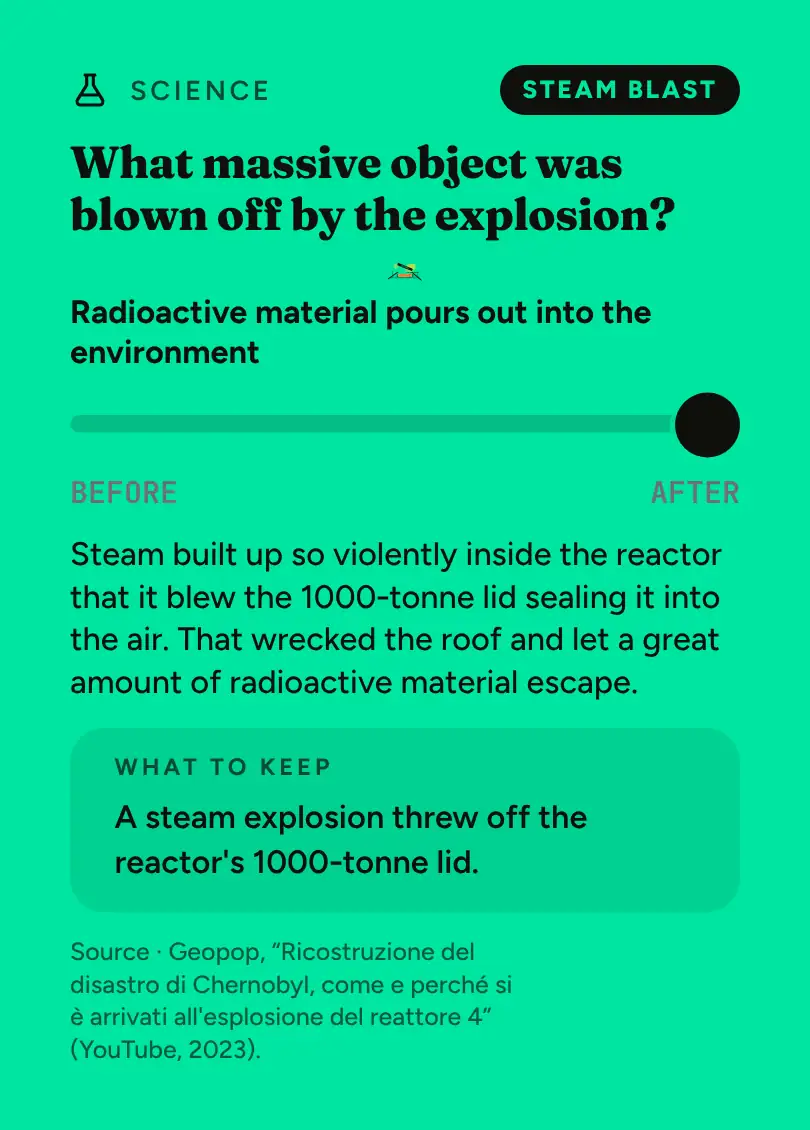 SCIENCE
STEAM BLAST
What massive object was
blown off by the explosion?
Radioactive material pours out into the
environment
BEFORE
AFTER
Steam built up so violently inside the reactor
that it blew the 1000-tonne lid sealing it into
the air. That wrecked the roof and let a great
amount of radioactive material escape.
WHAT TO KEEP
A steam explosion threw off the
reactor's 1000-tonne lid.
Source · Geopop, “Ricostruzione del
disastro di Chernobyl, come e perché si
è arrivati all'esplosione del reattore 4”
(YouTube, 2023).